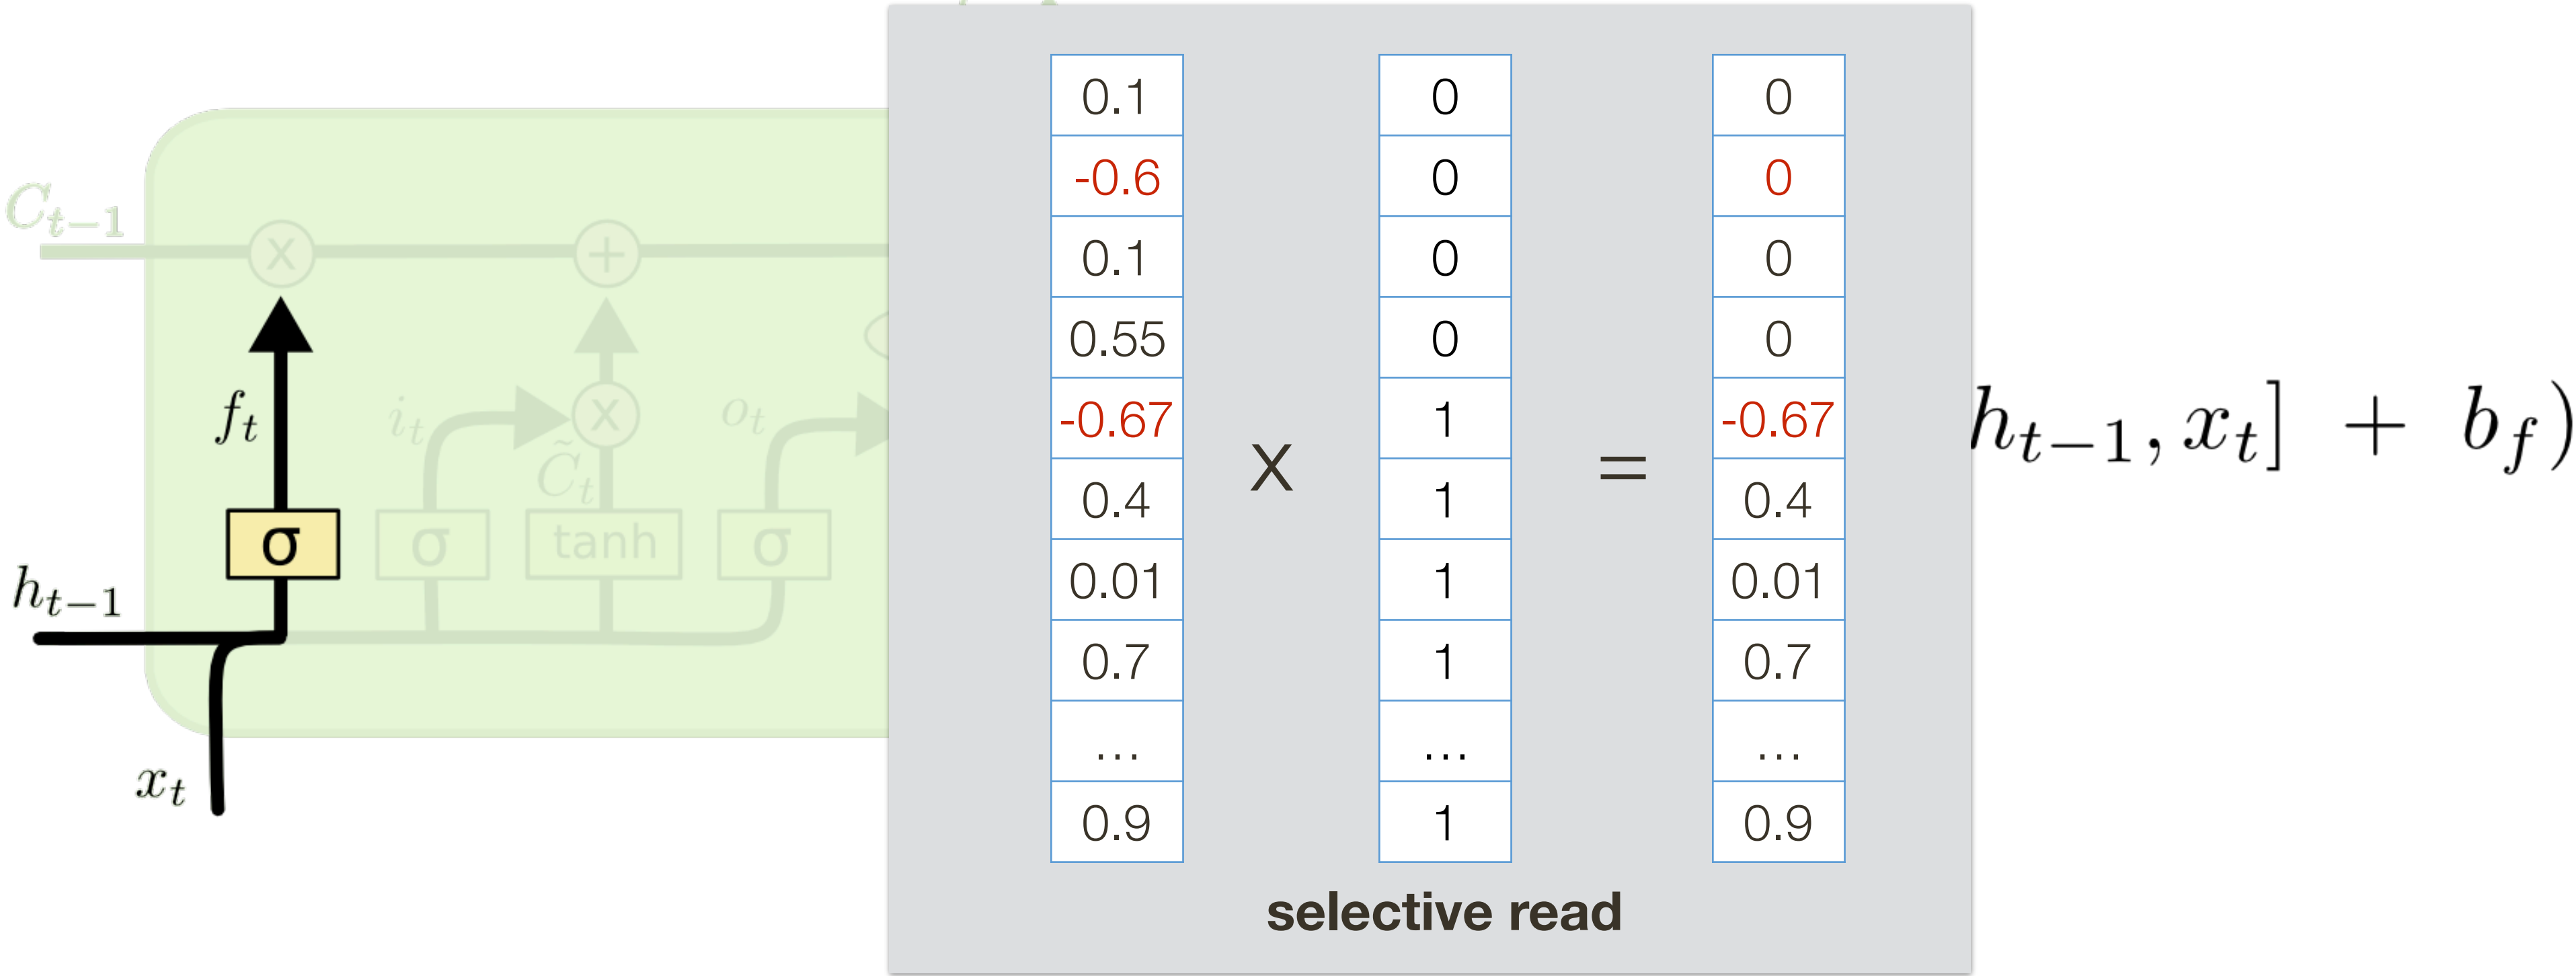 C_{t-1}
x
+
f_t
i_t
x
o_t
C̃_t
σ
σ
tanh
σ
h_{t-1}
x_t
0.1 0 0
-0.6 0 0
0.1 0 0
0.55 0 0
-0.67 1 -0.67
0.4 1 0.4
x =
0.01 1 0.01
0.7 1 0.7
... ... ...
0.9 1 0.9
selective read
h_{t-1}, x_t] + b_f)